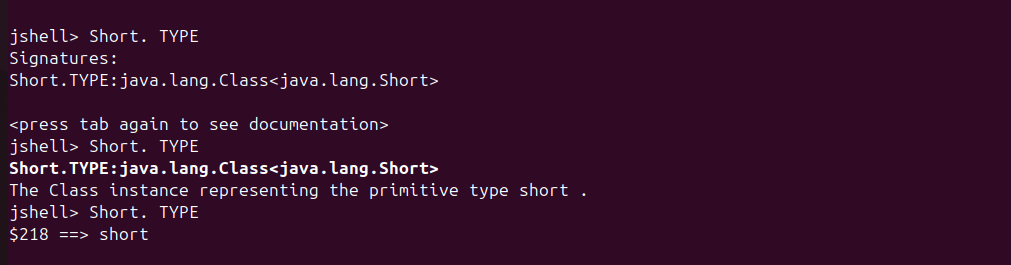 jshell> Short. TYPE
Signatures:
Short.TYPE:java.lang.Class<java.lang.Short>
<press tab again to see documentation>
jshell> Short. TYPE
Short.TYPE:java.lang.Class<java.lang.Short>
The Class instance representing the primitive type short .
jshell> Short. TYPE
$218 ==> short